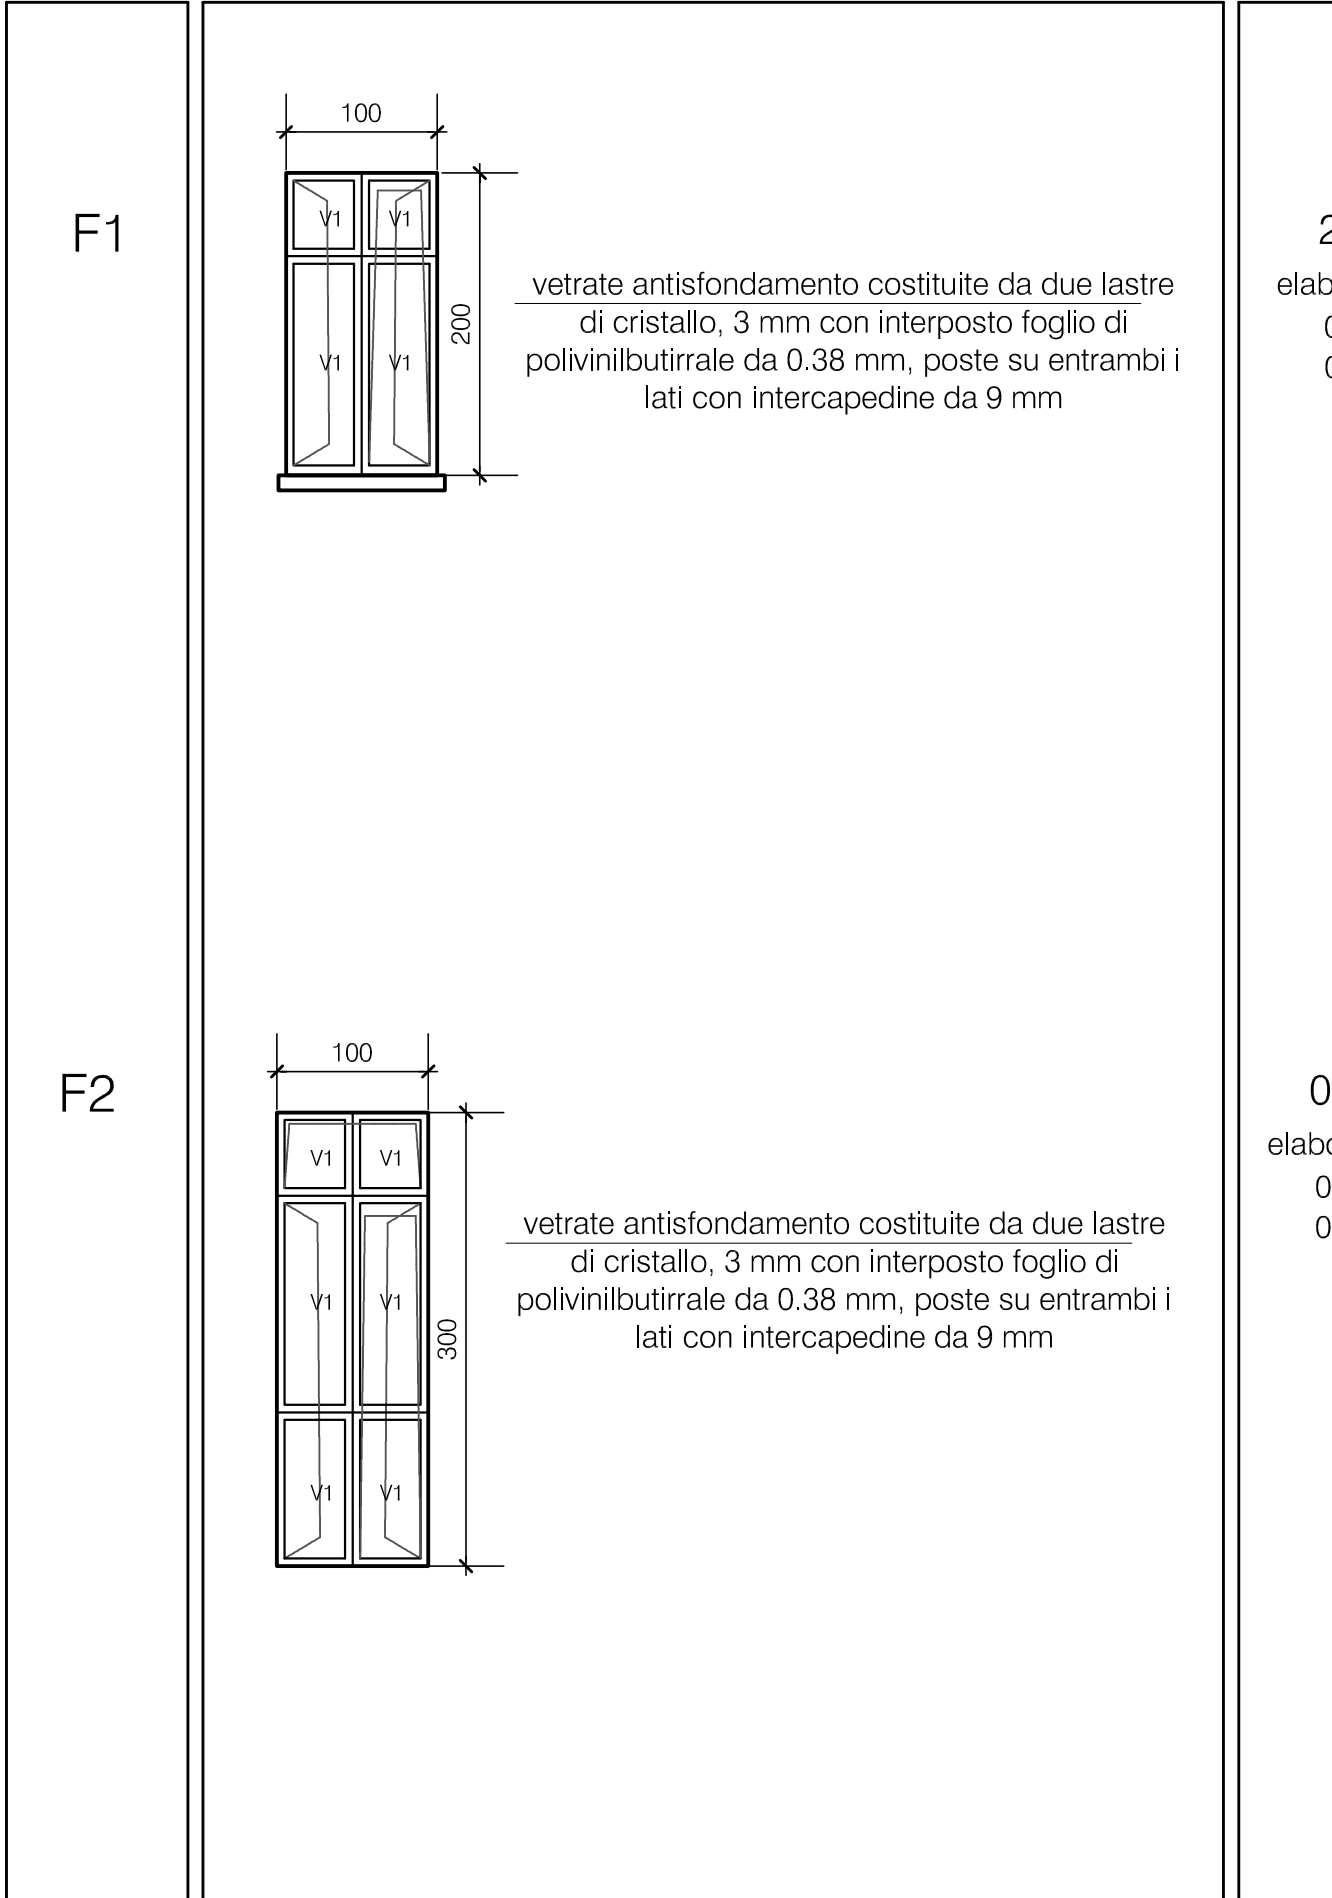 F1
100
V1 V1
V1 V1
200
vetrate antisfondamento costituite da due lastre
di cristallo, 3 mm con interposto foglio di
polivinilbutirrale da 0.38 mm, poste su entrambi i
lati con intercapedine da 9 mm
F2
100
V1 V1
V1 V1
V1 V1
300
vetrate antisfondamento costituite da due lastre
di cristallo, 3 mm con interposto foglio di
polivinilbutirrale da 0.38 mm, poste su entrambi i
lati con intercapedine da 9 mm